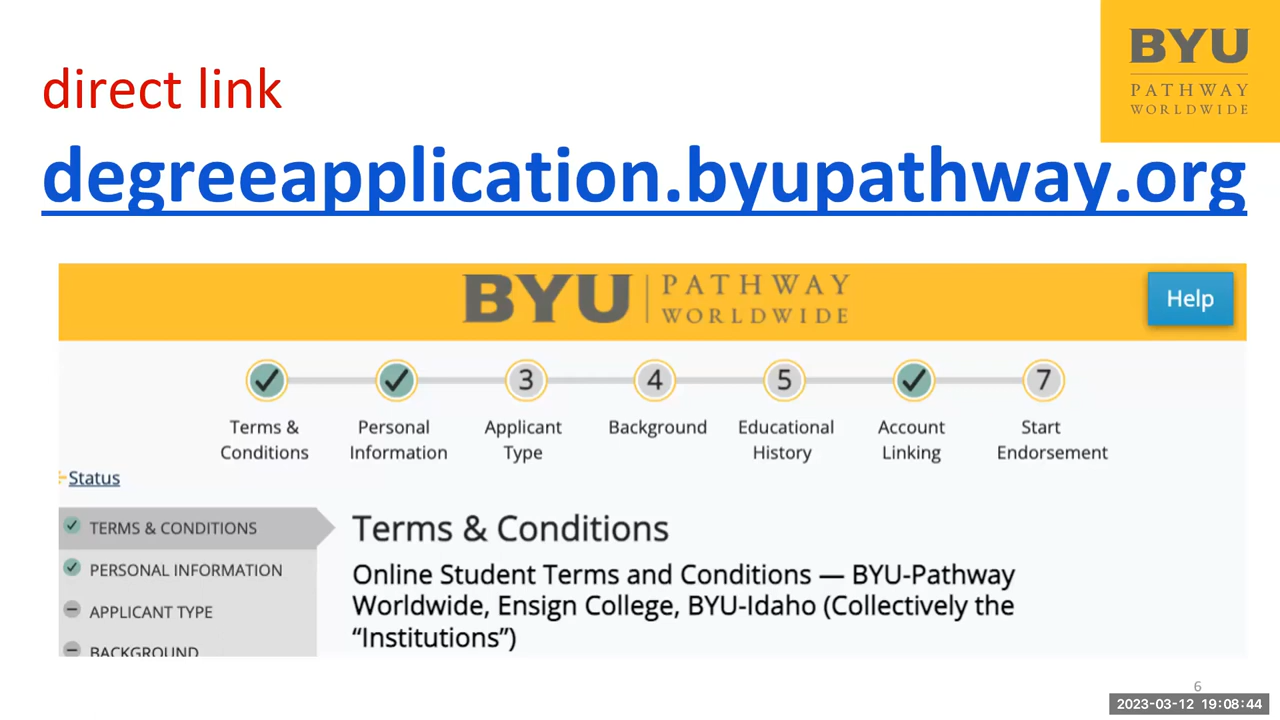 BYU
PATHWAY
WORLDWIDE
direct link
degreeapplication.byupathway.org
BYU PATHWAY
WORLDWIDE
Help
3 4 5 7
Terms & Conditions
Personal Information
Applicant Type
Background
Educational History
Account Linking
Start Endorsement
Status
TERMS & CONDITIONS
PERSONAL INFORMATION
APPLICANT TYPE
BACKGROUND
Terms & Conditions
Online Student Terms and Conditions — BYU-Pathway
Worldwide, Ensign College, BYU-Idaho (Collectively the
“Institutions”)
6
2023-03-12 19:08:44